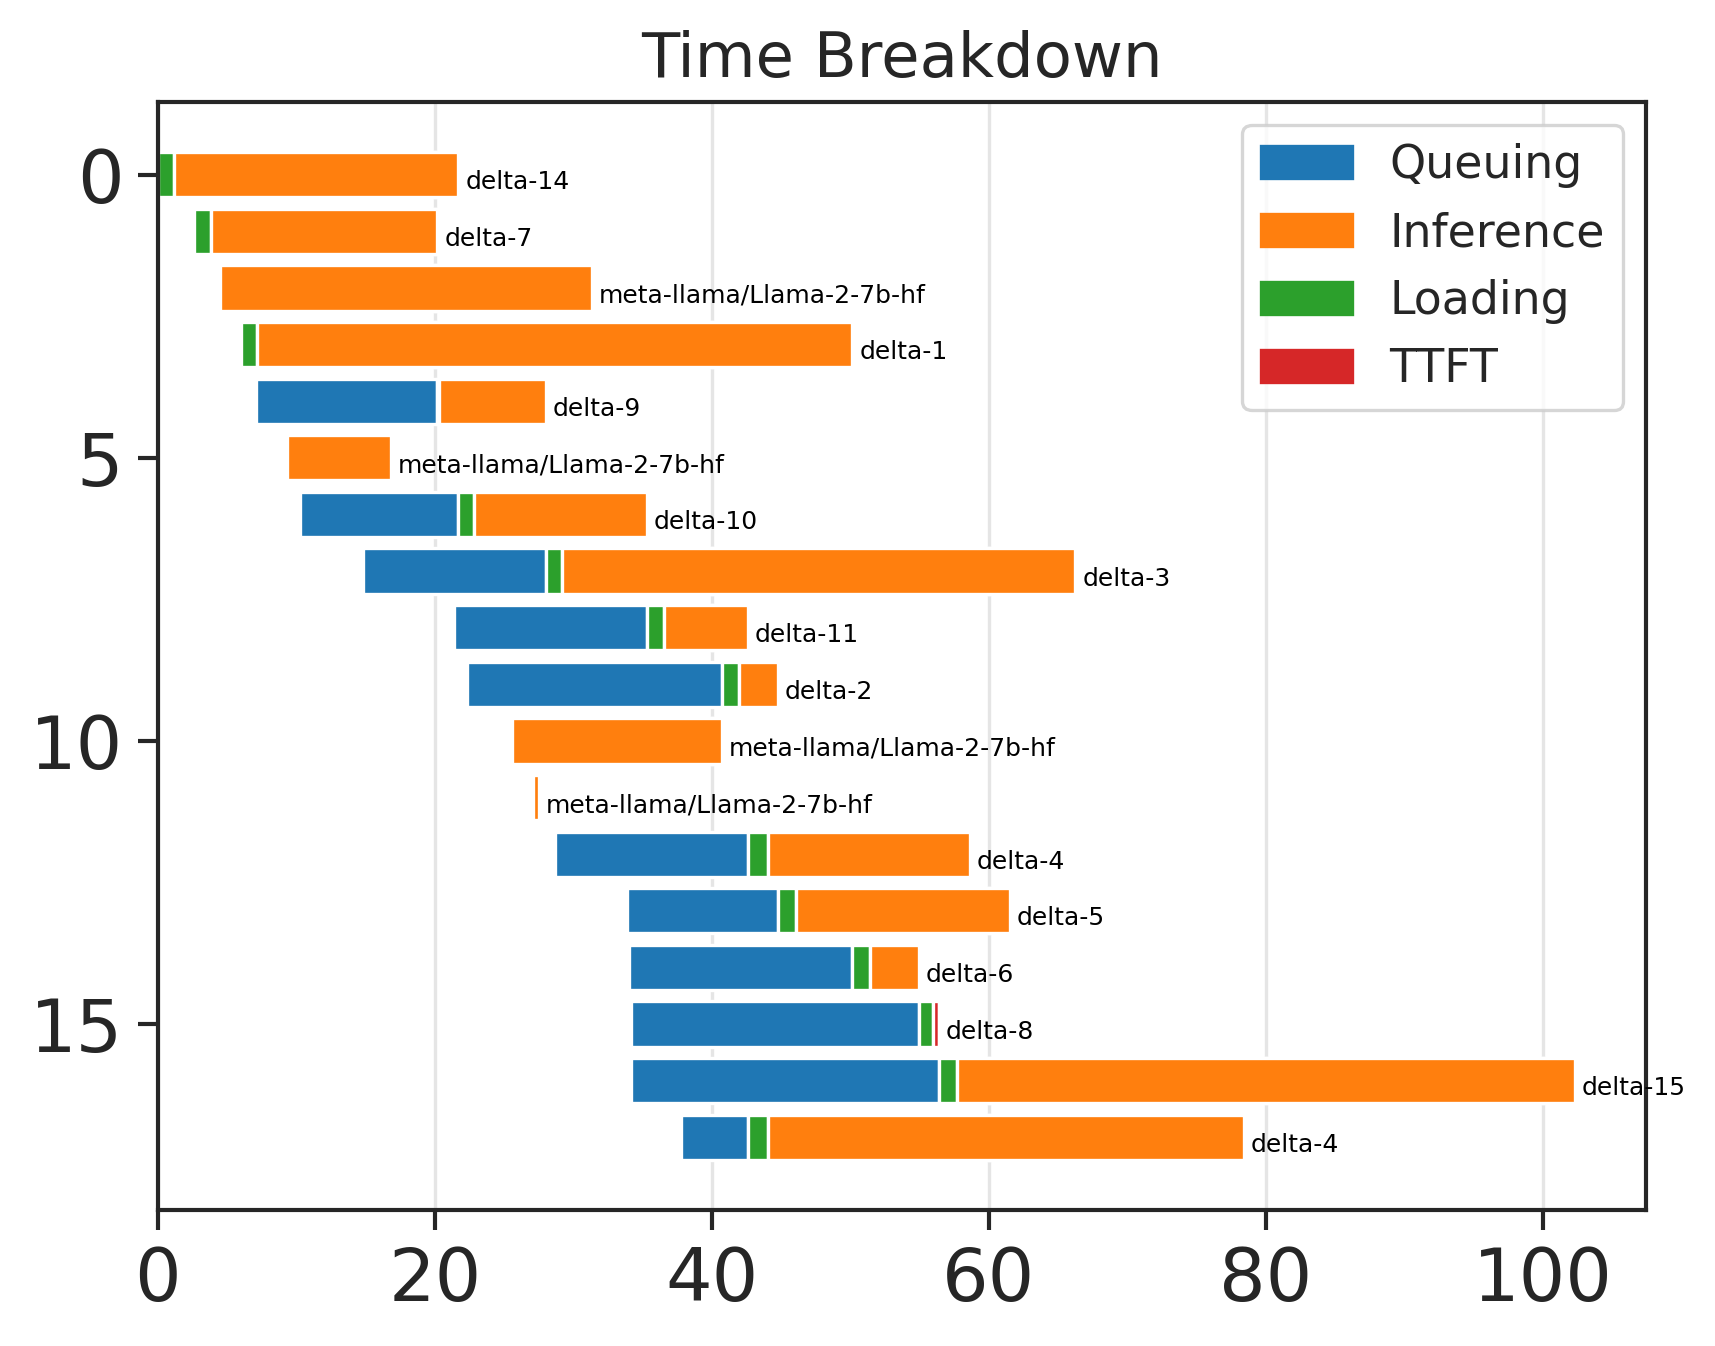 Time Breakdown
Queuing
Inference
Loading
TTFT
0
delta-14
delta-7
meta-llama/Llama-2-7b-hf
delta-1
delta-9
5
meta-llama/Llama-2-7b-hf
delta-10
delta-3
delta-11
delta-2
10
meta-llama/Llama-2-7b-hf
meta-llama/Llama-2-7b-hf
delta-4
delta-5
delta-6
15
delta-8
delta-15
delta-4
0 20 40 60 80 100